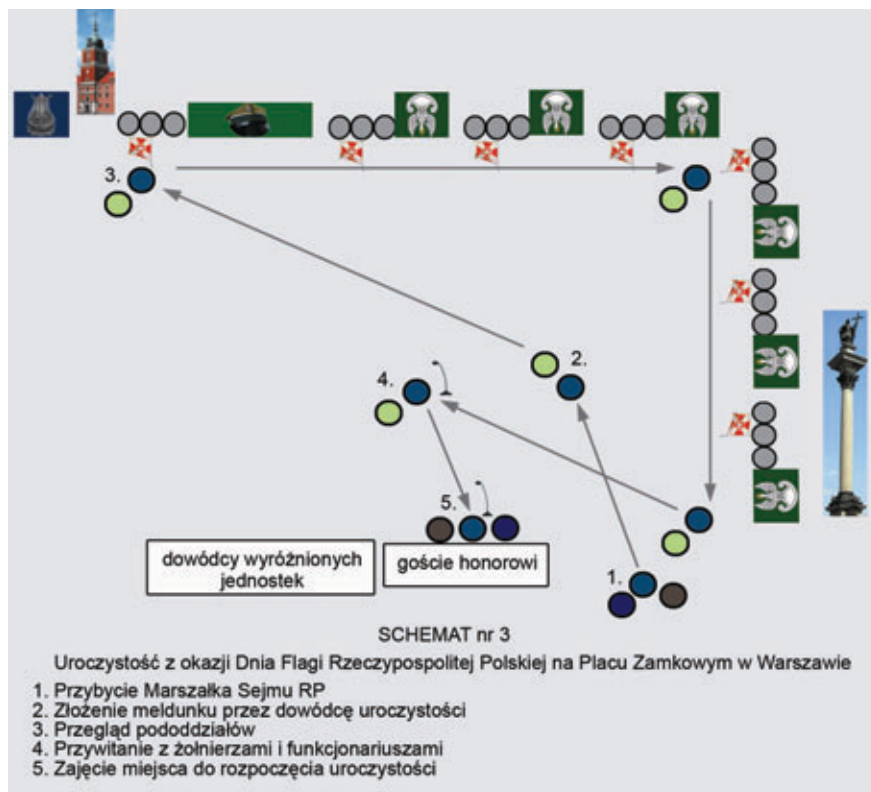 3.
2.
4.
5.
dowódcy wyróżnionych
jednostek
goście honorowi
1.
SCHEMAT nr 3
Uroczystość z okazji Dnia Flagi Rzeczypospolitej Polskiej na Placu Zamkowym w Warszawie
1. Przybycie Marszałka Sejmu RP
2. Złożenie meldunku przez dowódcę uroczystości
3. Przegląd pododdziałów
4. Przywitanie z żołnierzami i funkcjonariuszami
5. Zajęcie miejsca do rozpoczęcia uroczystości